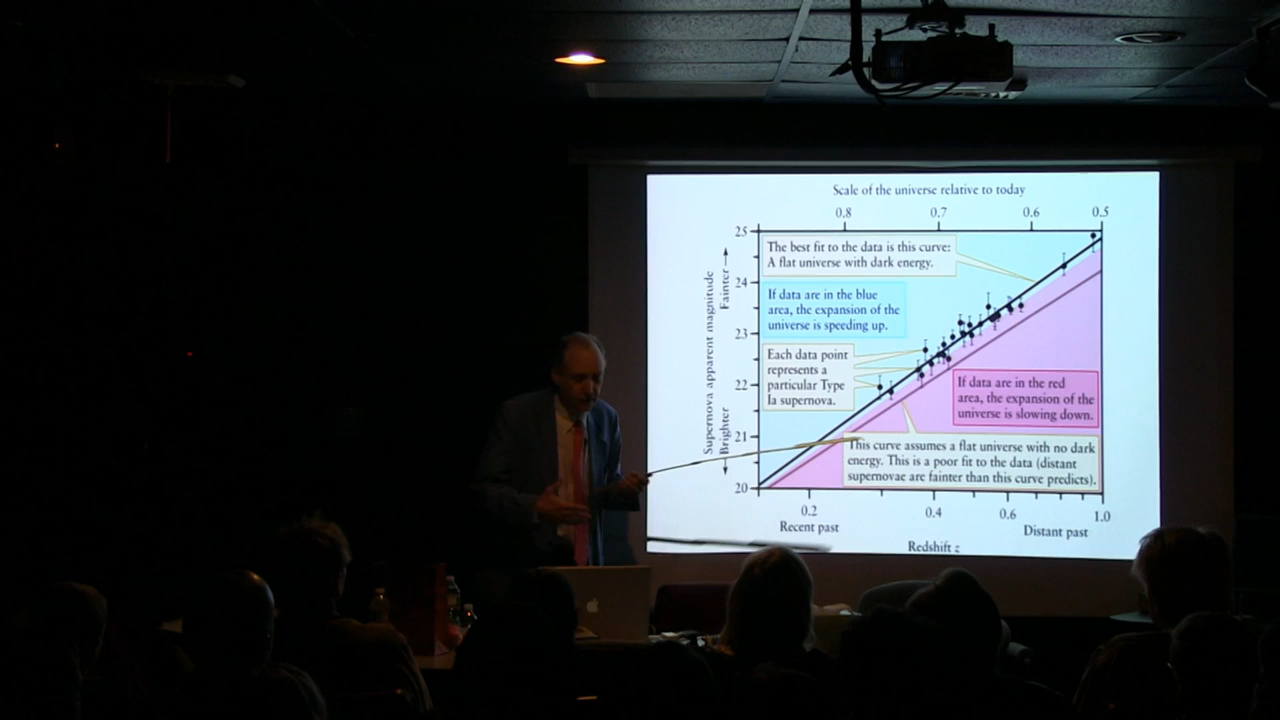 Scale of the universe relative to today
0.8 0.7 0.6 0.5
25
24
23
22
21
20
Supernova apparent magnitude
Brighter Fainter
The best fit to the data is this curve:
A flat universe with dark energy.
If data are in the blue
area, the expansion of the
universe is speeding up.
Each data point
represents a
particular Type
Ia supernova.
If data are in the red
area, the expansion of the
universe is slowing down.
This curve assumes a flat universe with no dark
energy. This is a poor fit to the data (distant
supernovae are fainter than this curve predicts).
0.2 0.4 0.6 1.0
Recent past Distant past
Redshift z